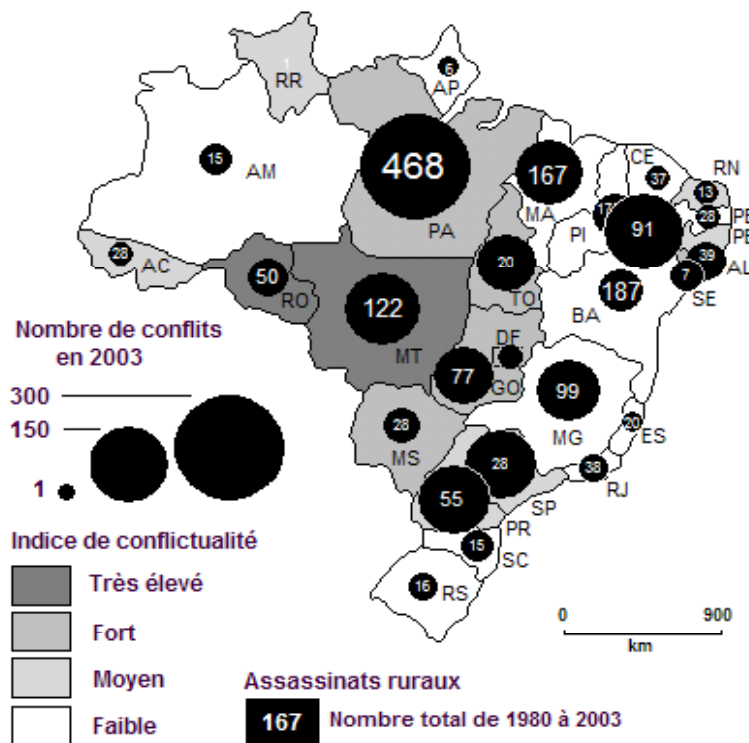 1
RR
6
AP
15
AM
468
PA
167
MA
CE
37
RN
13
28
91
PI
39
AL
7
SE
28
AC
50
RO
20
TO
187
BA
122
MT
DF
77
GO
99
MG
20
ES
28
MS
28
SP
38
RJ
55
PR
15
SC
16
RS
Nombre de conflits
en 2003
300
150
1
Indice de conflictualité
Très élevé
Fort
Moyen
Faible
0 900
km
Assassinats ruraux
167 Nombre total de 1980 à 2003